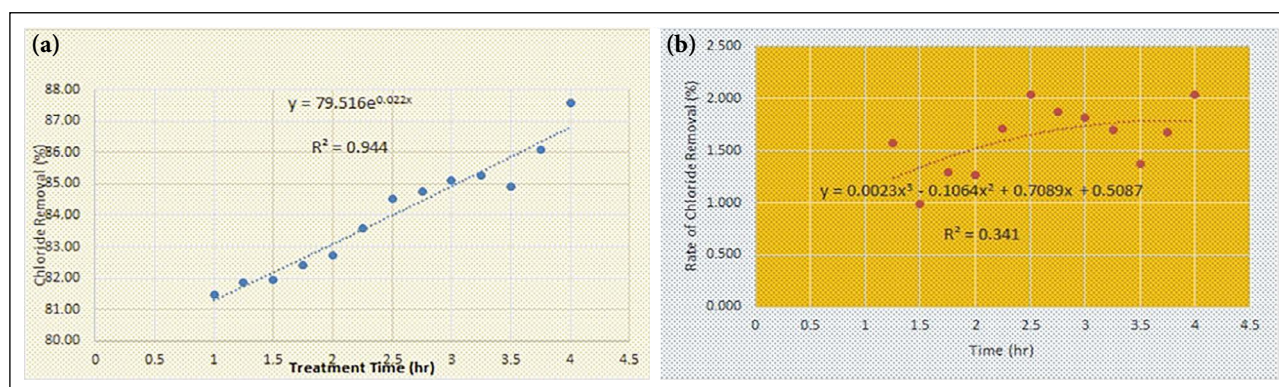 (a)
88.00
87.00
86.00
85.00
84.00
83.00
82.00
81.00
80.00
Chloride Removal (%)
y = 79.516e^0.022x
R² = 0.944
0 0.5 1 1.5 2 2.5 3 3.5 4 4.5
Treatment Time (hr)
(b)
2.500
2.000
1.500
1.000
0.500
0.000
Rate of Chloride Removal (%)
y = 0.0023x³ - 0.1064x² + 0.7089x + 0.5087
R² = 0.341
0 0.5 1 1.5 2 2.5 3 3.5 4 4.5
Time (hr)